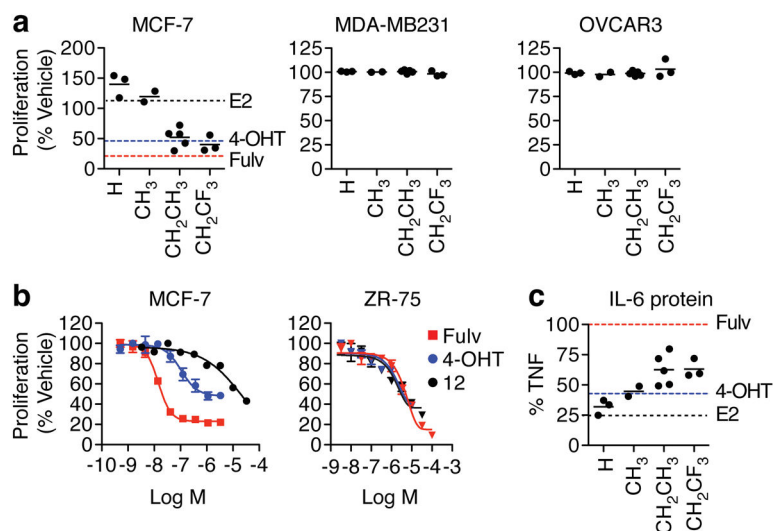 a
MCF-7
MDA-MB231
OVCAR3
Proliferation
(% Vehicle)
200
150
100
50
0
E2
4-OHT
Fulv
H
CH3
CH2CH3
CH2CF3
125
100
75
50
25
0
H
CH3
CH2CH3
CH2CF3
125
100
75
50
25
0
H
CH3
CH2CH3
CH2CF3
b
MCF-7
ZR-75
Proliferation
(% Vehicle)
120
100
80
60
40
20
0
-10 -9 -8 -7 -6 -5 -4
Log M
120
100
80
60
40
20
0
-9 -8 -7 -6 -5 -4 -3
Log M
Fulv
4-OHT
12
c
IL-6 protein
% TNF
100
75
50
25
0
Fulv
4-OHT
E2
H
CH3
CH2CH3
CH2CF3